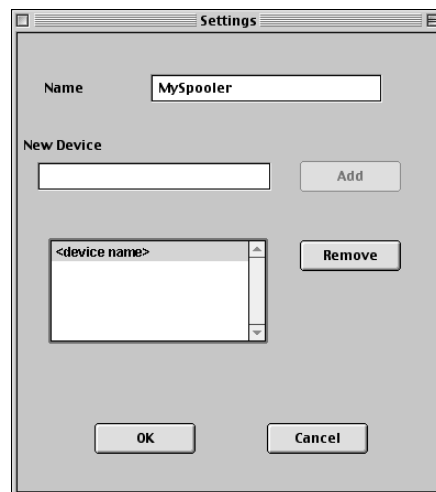 Settings
Name MySpooler
New Device
Add
<device name>
Remove
OK Cancel